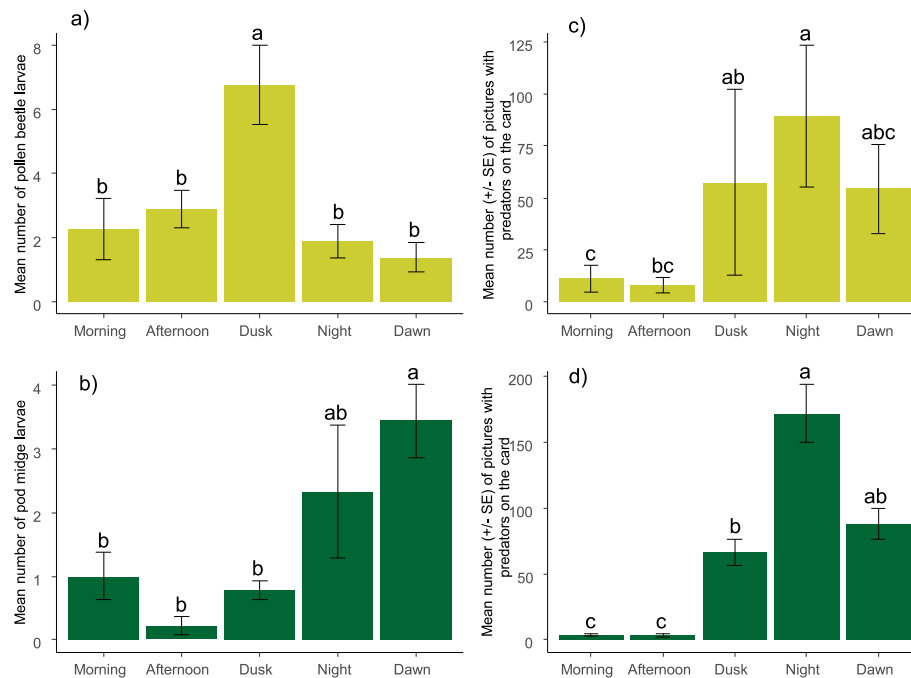 a)
Mean number of pollen beetle larvae
8
6
4
2
0
b
b
a
b
b
Morning Afternoon Dusk Night Dawn
c)
Mean number (+/- SE) of pictures with
predators on the card
125
100
75
50
25
0
c
bc
ab
a
abc
Morning Afternoon Dusk Night Dawn
b)
Mean number of pod midge larvae
4
3
2
1
0
b
b
b
ab
a
Morning Afternoon Dusk Night Dawn
d)
Mean number (+/- SE) of pictures with
predators on the card
200
150
100
50
0
c
c
b
a
ab
Morning Afternoon Dusk Night Dawn